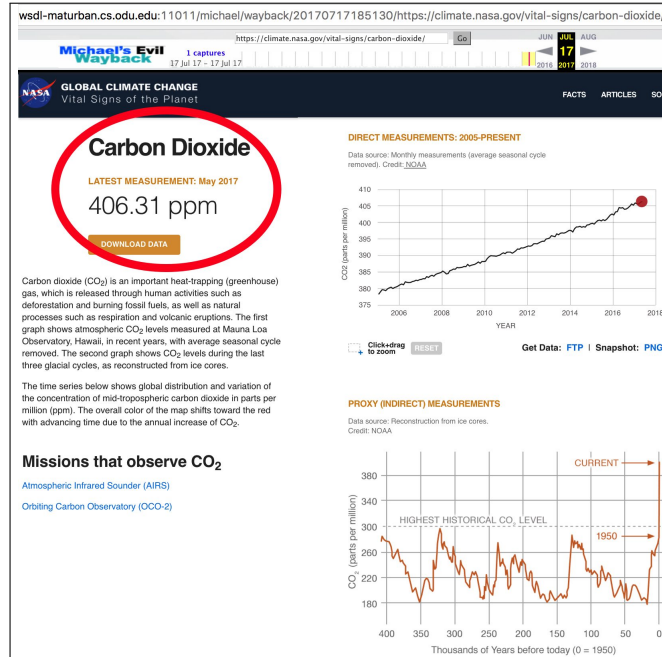 wsdl-maturban.cs.odu.edu:11011/michael/wayback/20170717185130/https://climate.nasa.gov/vital-signs/carbon-dioxide/
Michael's Evil
Wayback
1 captures
17 Jul 17 - 17 Jul 17
https://climate.nasa.gov/vital-signs/carbon-dioxide/
Go
JUN JUL AUG
17
2016 2017 2018
NASA
GLOBAL CLIMATE CHANGE
Vital Signs of the Planet
FACTS ARTICLES SO
Carbon Dioxide
LATEST MEASUREMENT: May 2017
406.31 ppm
DOWNLOAD DATA
Carbon dioxide (CO2) is an important heat-trapping (greenhouse)
gas, which is released through human activities such as
deforestation and burning fossil fuels, as well as natural
processes such as respiration and volcanic eruptions. The first
graph shows atmospheric CO2 levels measured at Mauna Loa
Observatory, Hawaii, in recent years, with average seasonal cycle
removed. The second graph shows CO2 levels during the last
three glacial cycles, as reconstructed from ice cores.
The time series below shows global distribution and variation of
the concentration of mid-tropospheric carbon dioxide in parts per
million (ppm). The overall color of the map shifts toward the red
with advancing time due to the annual increase of CO2.
Missions that observe CO2
Atmospheric Infrared Sounder (AIRS)
Orbiting Carbon Observatory (OCO-2)
DIRECT MEASUREMENTS: 2005-PRESENT
Data source: Monthly measurements (average seasonal cycle
removed). Credit: NOAA
CO2 (parts per million)
410
405
400
395
390
385
380
375
2006 2008 2010 2012 2014 2016 2018
YEAR
Click+drag
to zoom
RESET
Get Data: FTP | Snapshot: PNG
PROXY (INDIRECT) MEASUREMENTS
Data source: Reconstruction from ice cores.
Credit: NOAA
CO2 (parts per million)
380
340
300
260
220
180
CURRENT
HIGHEST HISTORICAL CO2 LEVEL
1950
400 350 300 250 200 150 100 50 0
Thousands of Years before today (0 = 1950)